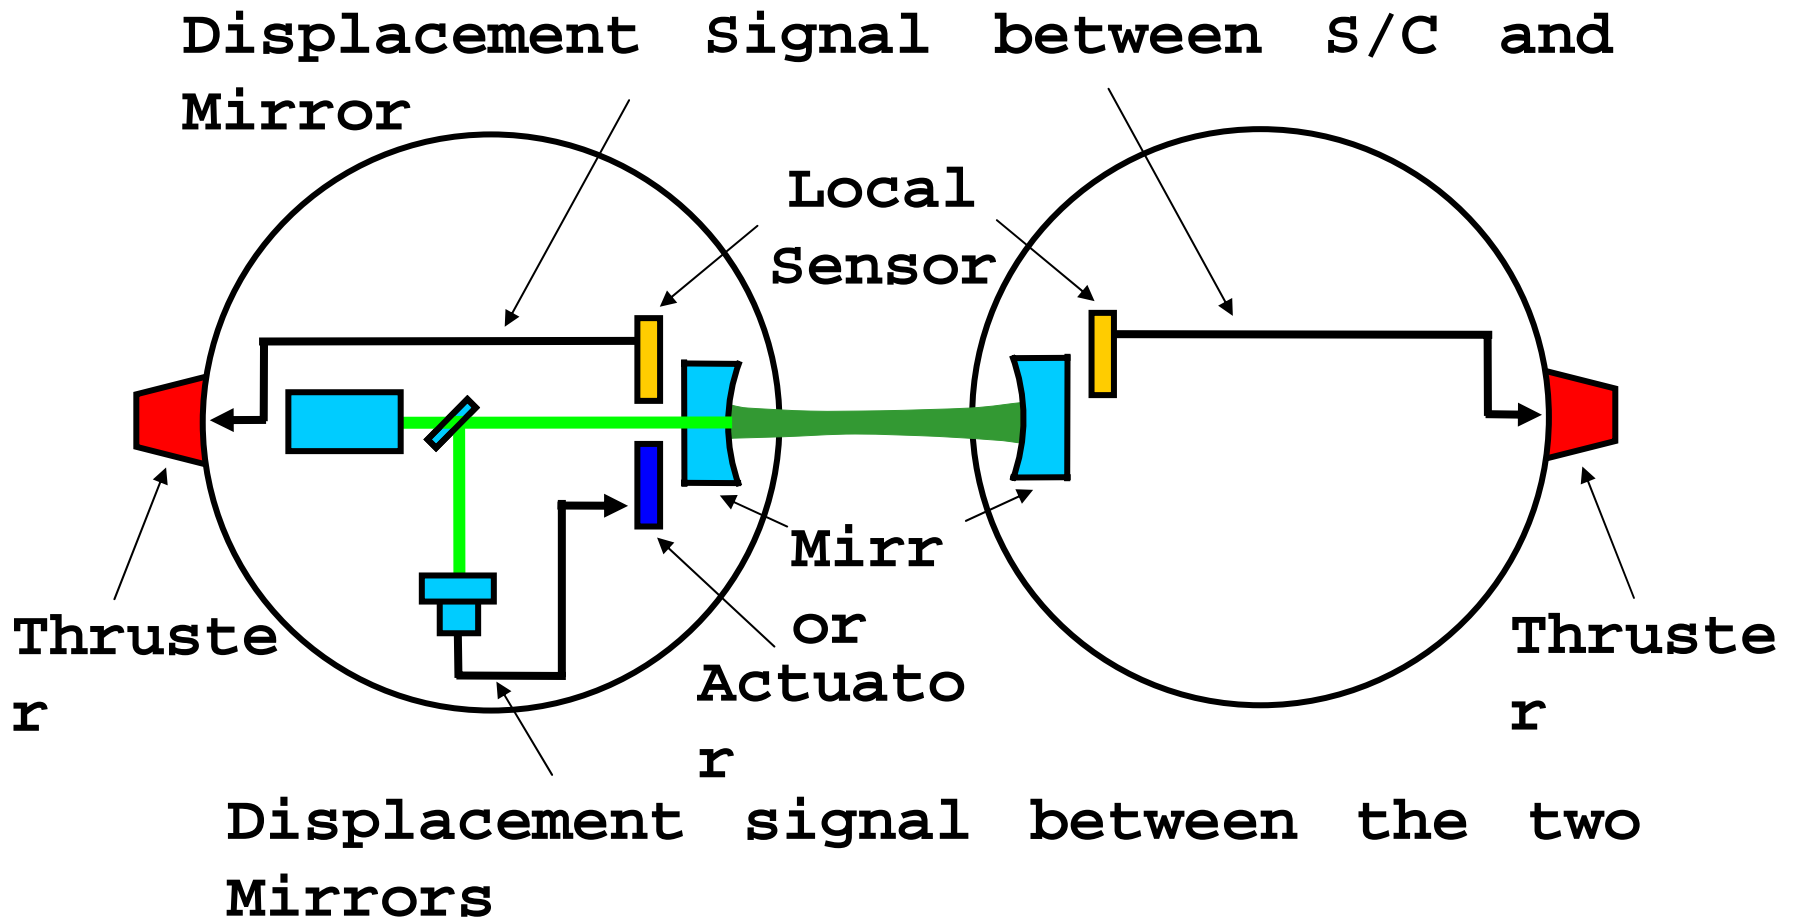 Displacement Signal between S/C and
Mirror
Local
Sensor
Mirr
or
Thruste
r
Thruste
r
Actuato
r
Displacement signal between the two
Mirrors